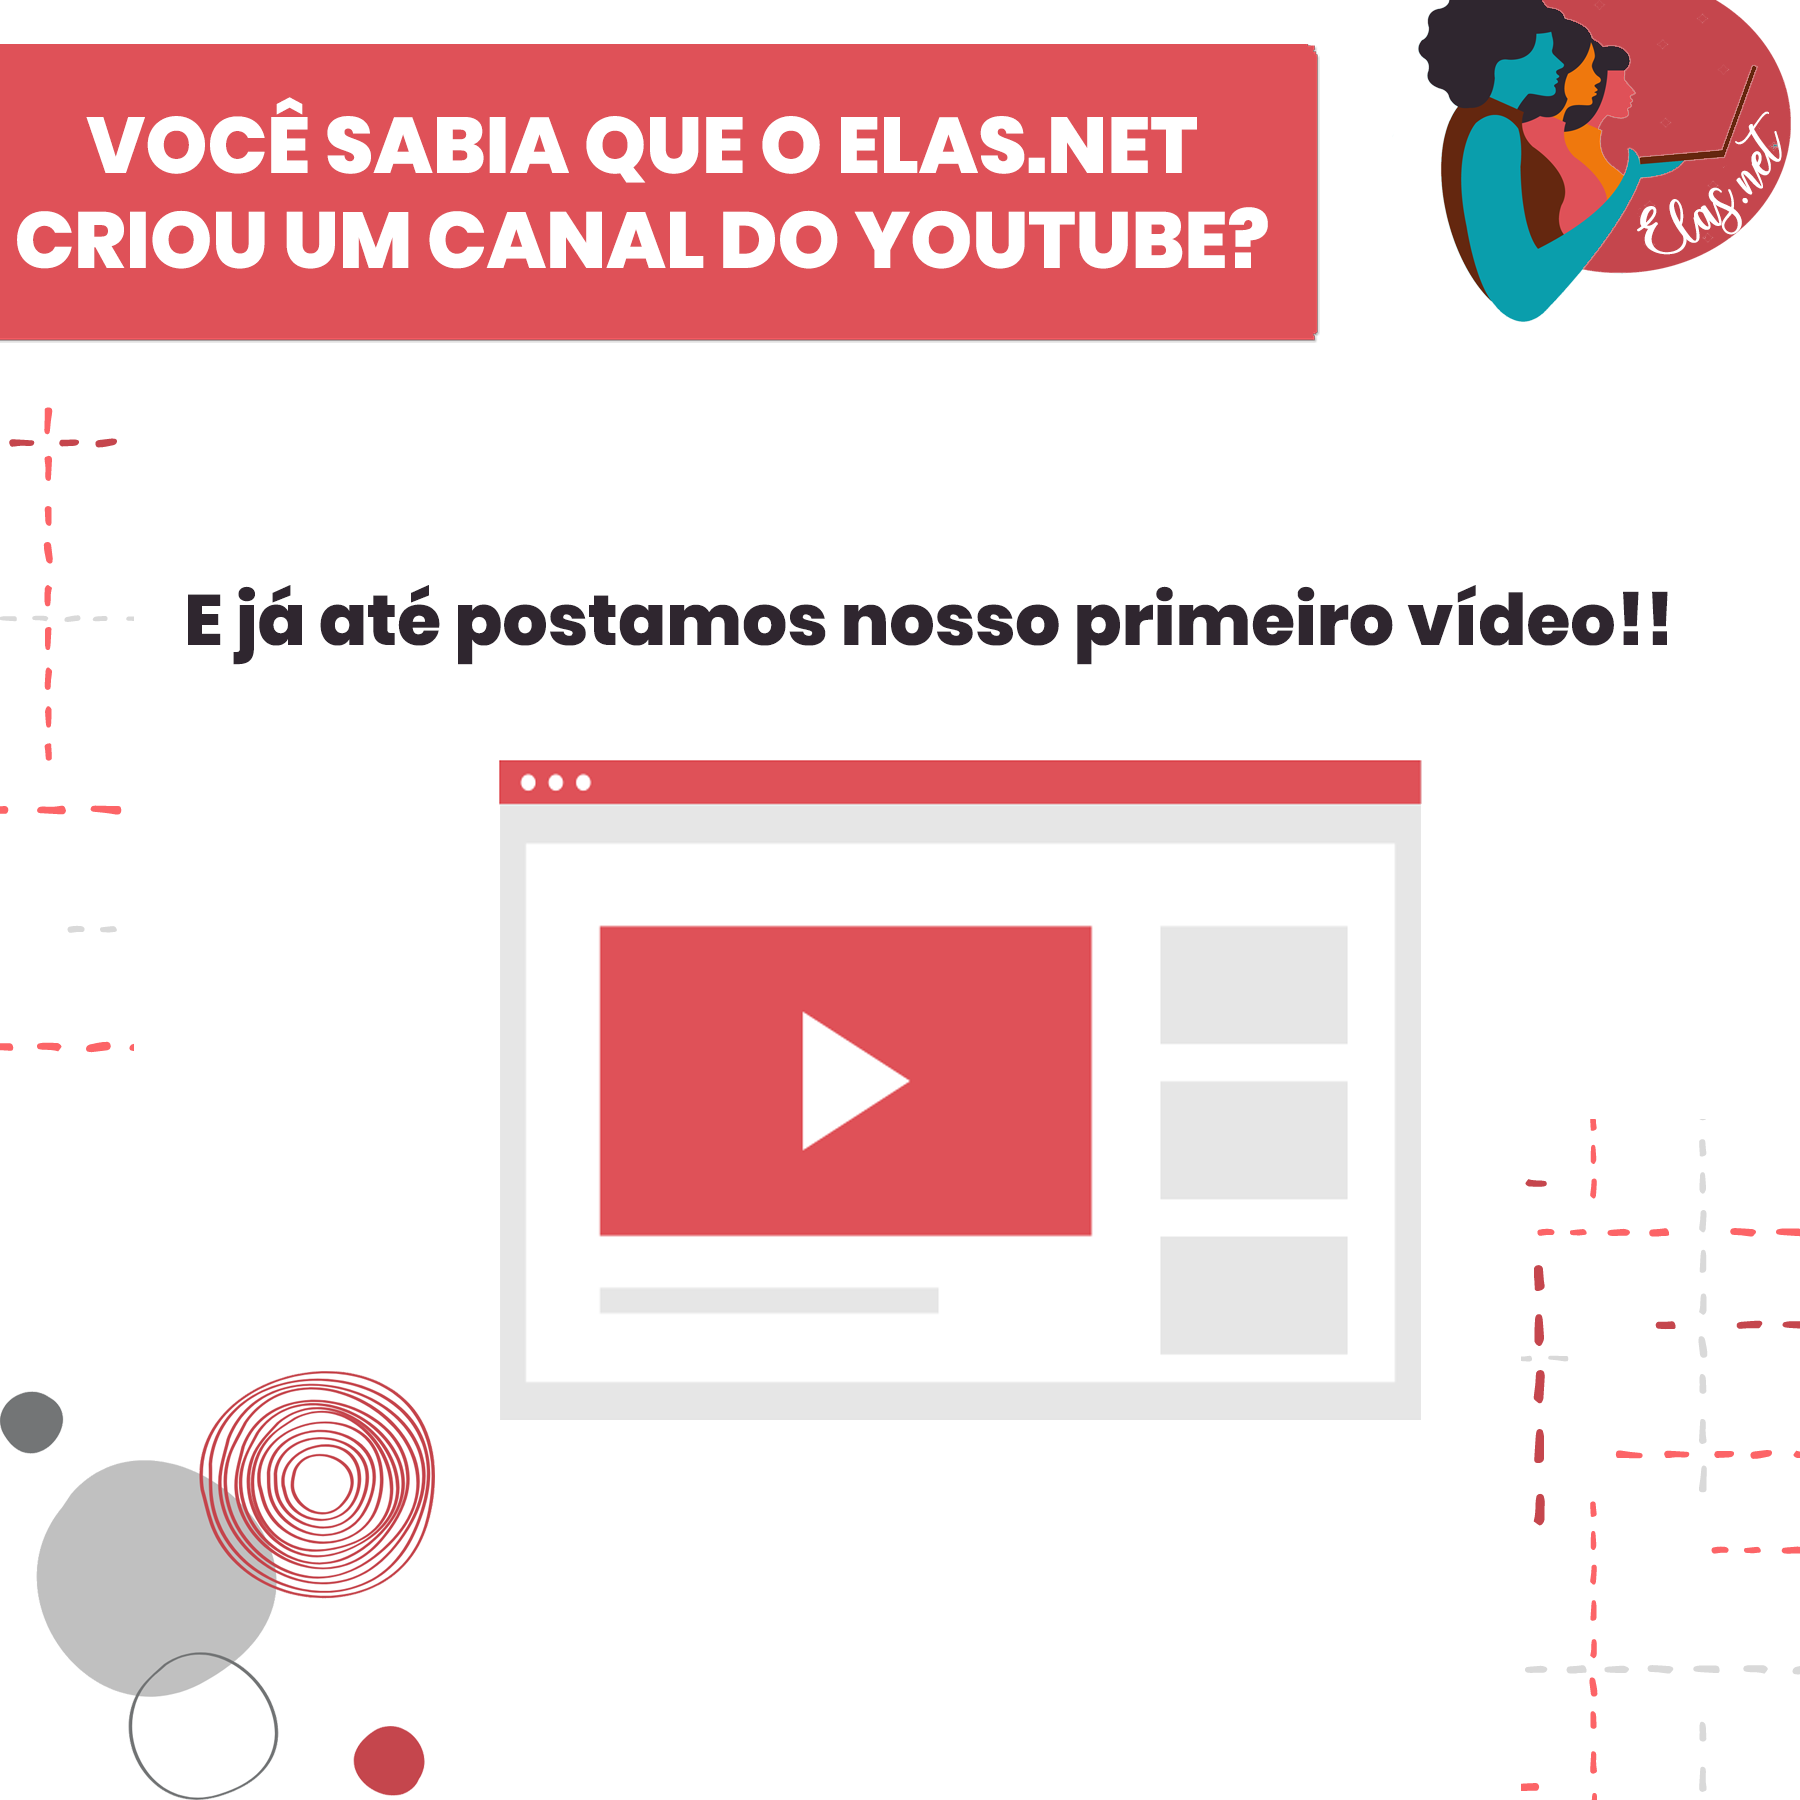 VOCÊ SABIA QUE O ELAS.NET
CRIOU UM CANAL DO YOUTUBE?
Elas.net
E já até postamos nosso primeiro vídeo!!